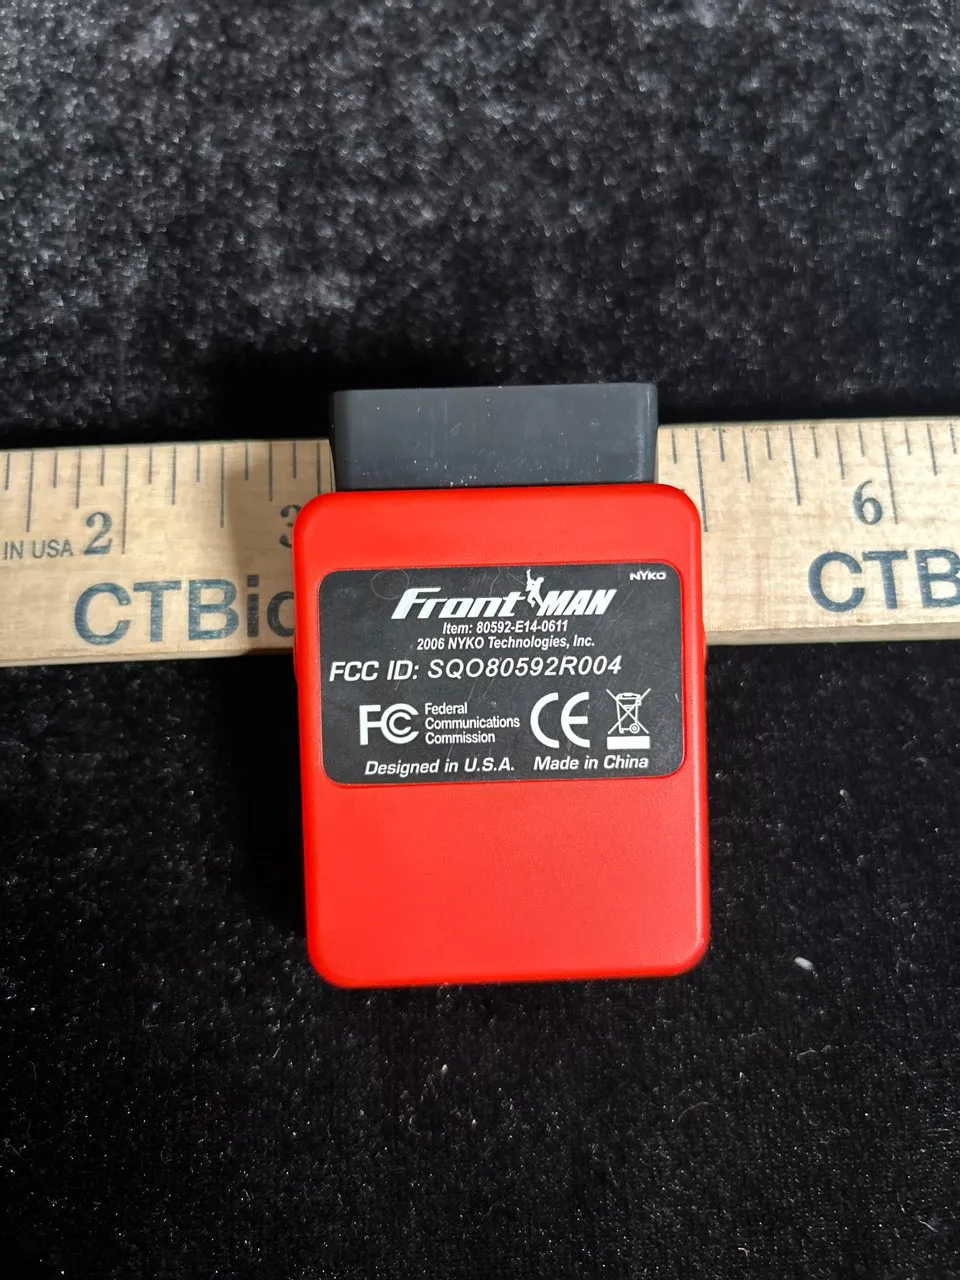 2
3
6
IN USA
CTBio
CTB
NYKO
Front MAN
Item: 80592-E14-0611
2006 NYKO Technologies, Inc.
FCC ID: SQO80592R004
FC
Federal
Communications
Commission
CE
Designed in U.S.A. Made in China